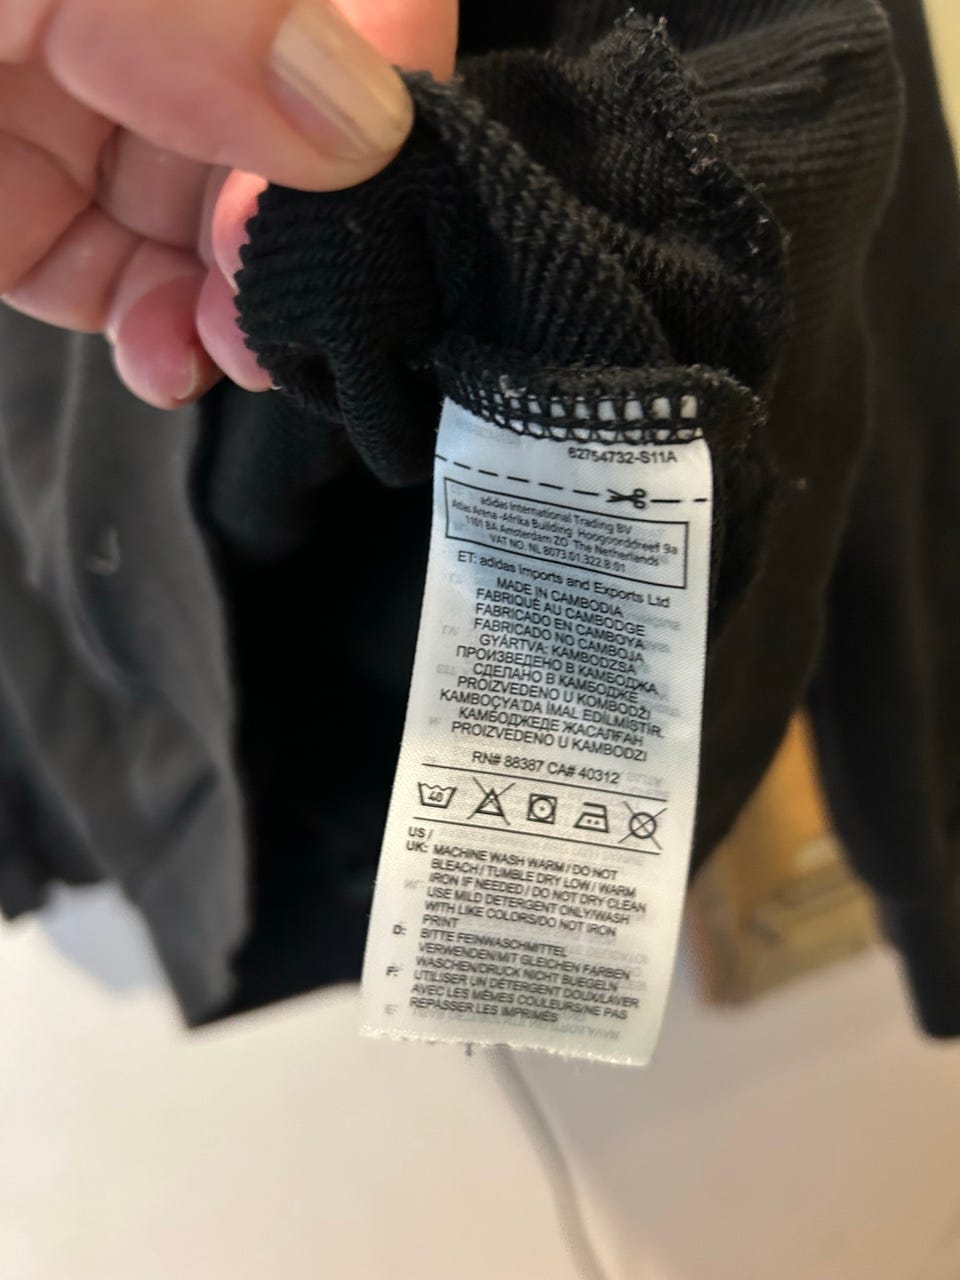 62754732-S11A
adidas International Trading BV
Atlas Arena -Afrika Building Hoogoorddreef 9a
1101 BA Amsterdam ZO The Netherlands
VAT NO. NL 8073.01.322.B.01
ET: adidas Imports and Exports Ltd
MADE IN CAMBODIA
FABRIQUÉ AU CAMBODGE
FABRICADO EN CAMBOYA
FABRICADO NO CAMBOJA
GYÁRTVA: KAMBODZSA
ПРОИЗВЕДЕНО В КАМБОДЖА
СДЕЛАНО В КАМБОДЖЕ
PROIZVEDENO U KOMBODŽI
KAMBOÇYA'DA İMAL EDİLMİSTİR.
КАМБОДЖЕДЕ ЖАСАЛҒАН
PROIZVEDENO U KAMBODZI
RN# 88387 CA# 40312
40
US /
UK: MACHINE WASH WARM / DO NOT
BLEACH / TUMBLE DRY LOW / WARM
IRON IF NEEDED / DO NOT DRY CLEAN
USE MILD DETERGENT ONLY/WASH
WITH LIKE COLORS/DO NOT IRON
PRINT
D: BITTE FEINWASCHMITTEL
VERWENDEN/MIT GLEICHEN FARBEN
WASCHEN/DRUCK NICHT BUEGELN
F: UTILISER UN DÉTERGENT DOUX/LAVER
AVEC LES MÊMES COULEURS/NE PAS
REPASSER LES IMPRIMÉS